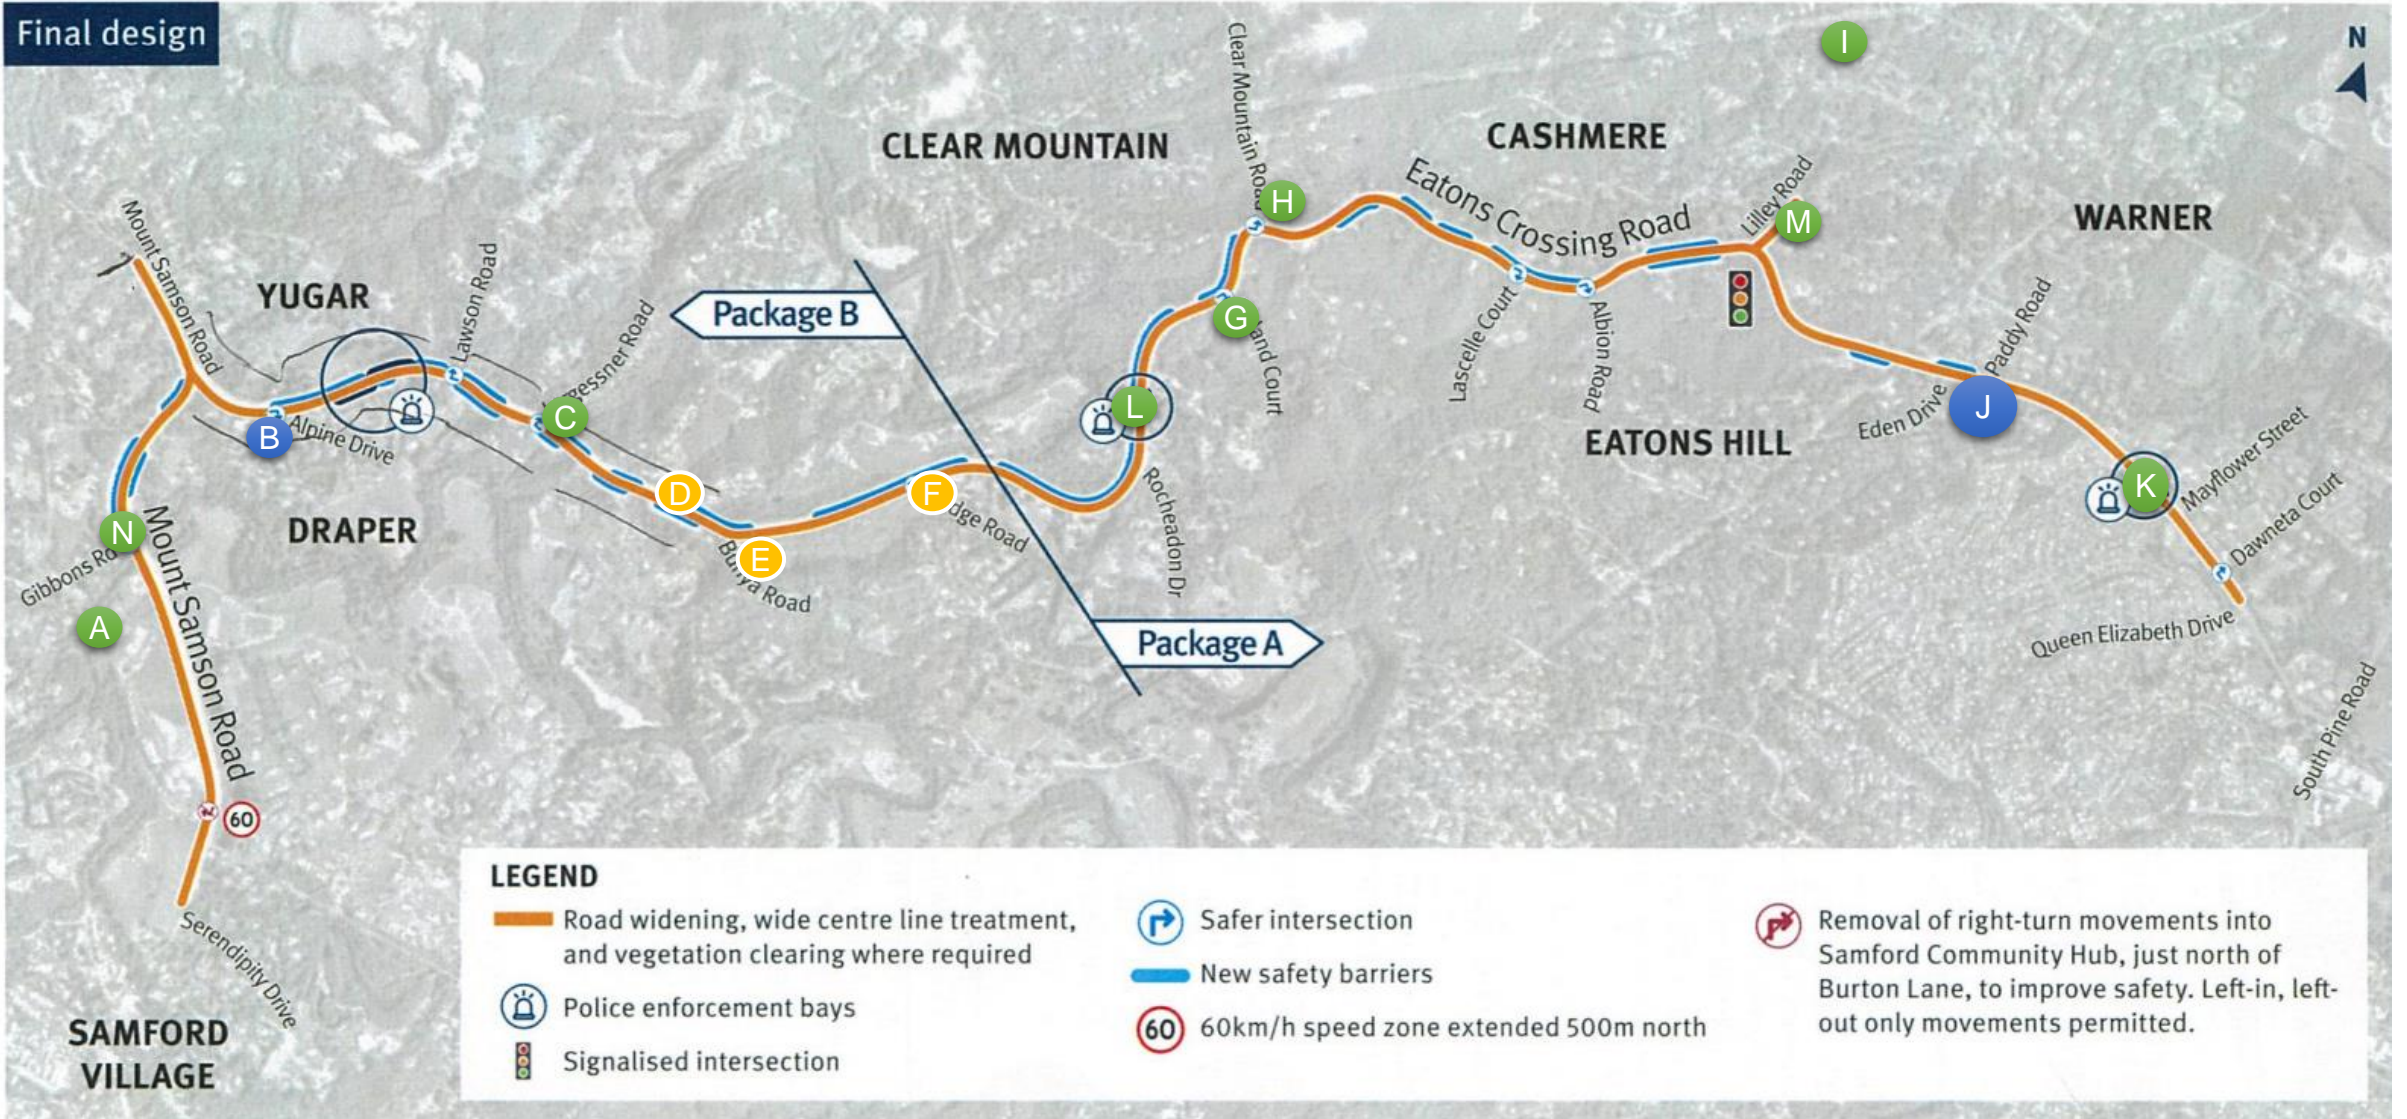 Final design
N
I
CLEAR MOUNTAIN
CASHMERE
WARNER
YUGAR
DRAPER
EATONS HILL
SAMFORD
VILLAGE
Mount Samson Road
Lawson Road
Alpine Drive
Gibbons Rd
Mount Samson Road
Serendipity Drive
Road
Road
Road
Rocheadon Dr
Court
Clear Mountain Road
Eatons Crossing Road
Lascelle Court
Albion Road
Lilley Road
Eden Drive
Paddy Road
Mayflower Street
Dawneta Court
Queen Elizabeth Drive
South Pine Road
Package B
Package A
A
B
C
D
E
F
G
H
J
K
L
M
N
60
LEGEND
Road widening, wide centre line treatment,
and vegetation clearing where required
Police enforcement bays
Signalised intersection
Safer intersection
New safety barriers
60 60km/h speed zone extended 500m north
Removal of right-turn movements into
Samford Community Hub, just north of
Burton Lane, to improve safety. Left-in, left-
out only movements permitted.